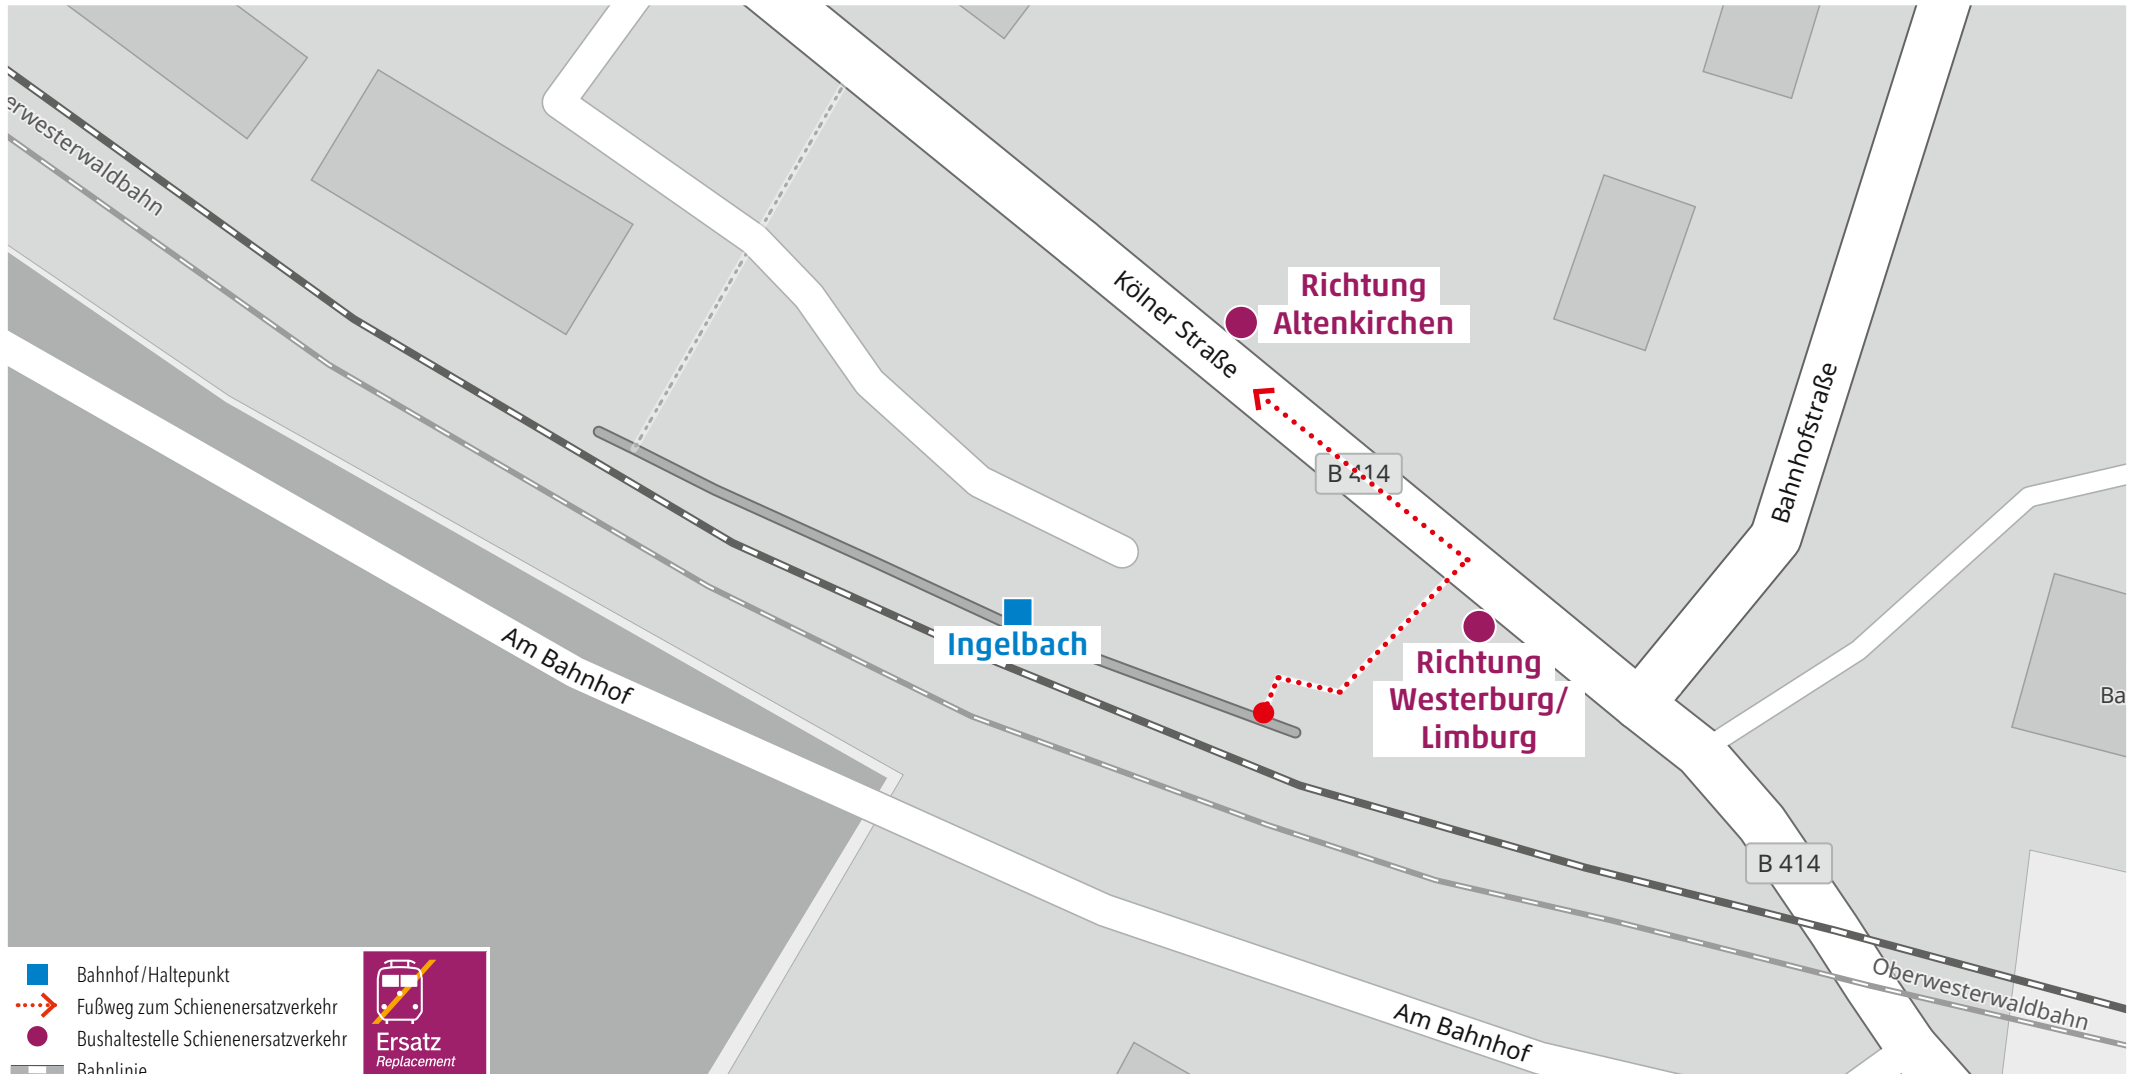 erwesterwaldbahn
Richtung
Altenkirchen
Kölner Straße
Bahnhofstraße
B 414
Ingelbach
Richtung
Westerburg/
Limburg
Am Bahnhof
Ba
B 414
Oberwesterwaldbahn
Am Bahnhof
Bahnhof/Haltepunkt
Fußweg zum Schienenersatzverkehr
Bushaltestelle Schienenersatzverkehr
Bahnlinie
Ersatz
Replacement